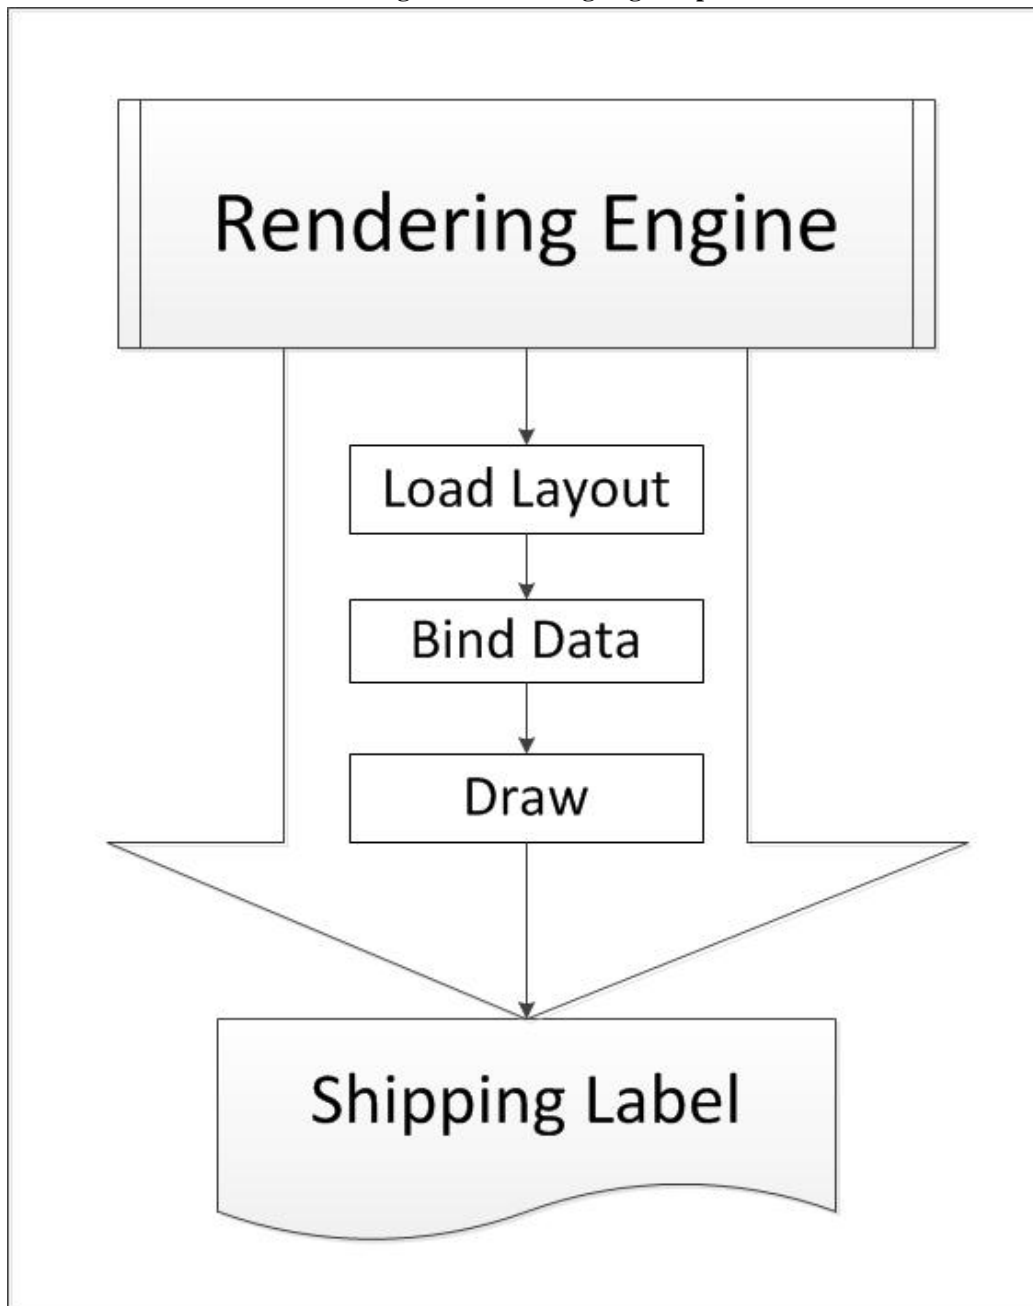 Rendering Engine
Load Layout
Bind Data
Draw
Shipping Label